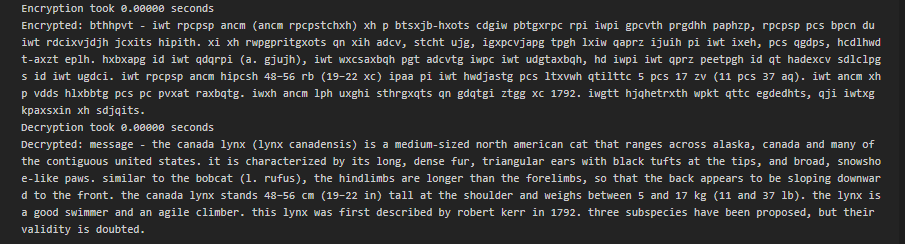 Encryption took 0.00000 seconds
Encrypted: bthhpvt - iwt rpcpsp ancm (ancm rpcpstchxh) xh p btsxjb-hxots cdgiw pbtgxrpc rpi iwpi gpcvth prgdhh paphzp, rpcpsp pcs bpcn du
iwt rdcixvjdjh jcxits hipith. xi xh rwpgpritgxots qn xih adcv, stcht ujg, igxpcvjapg tpgh lxiw qaprz ijuih pi iwt ixeh, pcs qgdps, hcdlhwd
t-axzt eplh. hxbxapg id iwt qdqrpi (a. gjujh), iwt wxcsaxbqh pgt adcvtg iwpc iwt udgtaxbqh, hd iwpi iwt qprz peetpgh id qt hadexcv sdlclpg
s id iwt ugdci. iwt rpcpsp ancm hipcsh 48-56 rb (19-22 xc) ipaa pi iwt hwdjastg pcs ltxvwh qtilttc 5 pcs 17 zv (11 pcs 37 aq). iwt ancm xh
p vdds hlxbbtg pcs pc pvxat raxbqtg. iwxh ancm lph uxghi sthrgxqts qn gdqtgi ztgg xc 1792. iwgtt hjqhetrxth wpkt qttc egdedhts, qji iwtxg
kpaxsxin xh sdjqits.
Decryption took 0.00000 seconds
Decrypted: message - the canada lynx (lynx canadensis) is a medium-sized north american cat that ranges across alaska, canada and many of
the contiguous united states. it is characterized by its long, dense fur, triangular ears with black tufts at the tips, and broad, snowsho
e-like paws. similar to the bobcat (l. rufus), the hindlimbs are longer than the forelimbs, so that the back appears to be sloping downwar
d to the front. the canada lynx stands 48-56 cm (19-22 in) tall at the shoulder and weighs between 5 and 17 kg (11 and 37 lb). the lynx is
a good swimmer and an agile climber. this lynx was first described by robert kerr in 1792. three subspecies have been proposed, but their
validity is doubted.